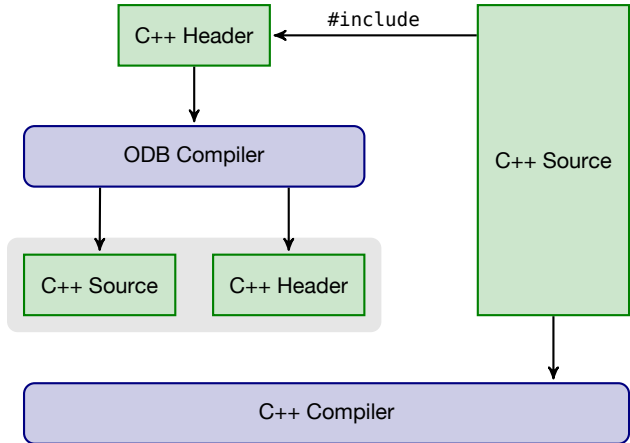 C++ Header
#include
C++ Source
ODB Compiler
C++ Source
C++ Header
C++ Compiler